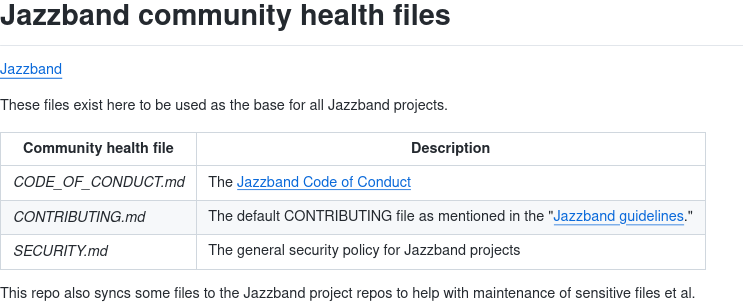 Jazzband community health files
Jazzband
These files exist here to be used as the base for all Jazzband projects.
Community health file Description
CODE_OF_CONDUCT.md The Jazzband Code of Conduct
CONTRIBUTING.md The default CONTRIBUTING file as mentioned in the "Jazzband guidelines."
SECURITY.md The general security policy for Jazzband projects
This repo also syncs some files to the Jazzband project repos to help with maintenance of sensitive files et al.